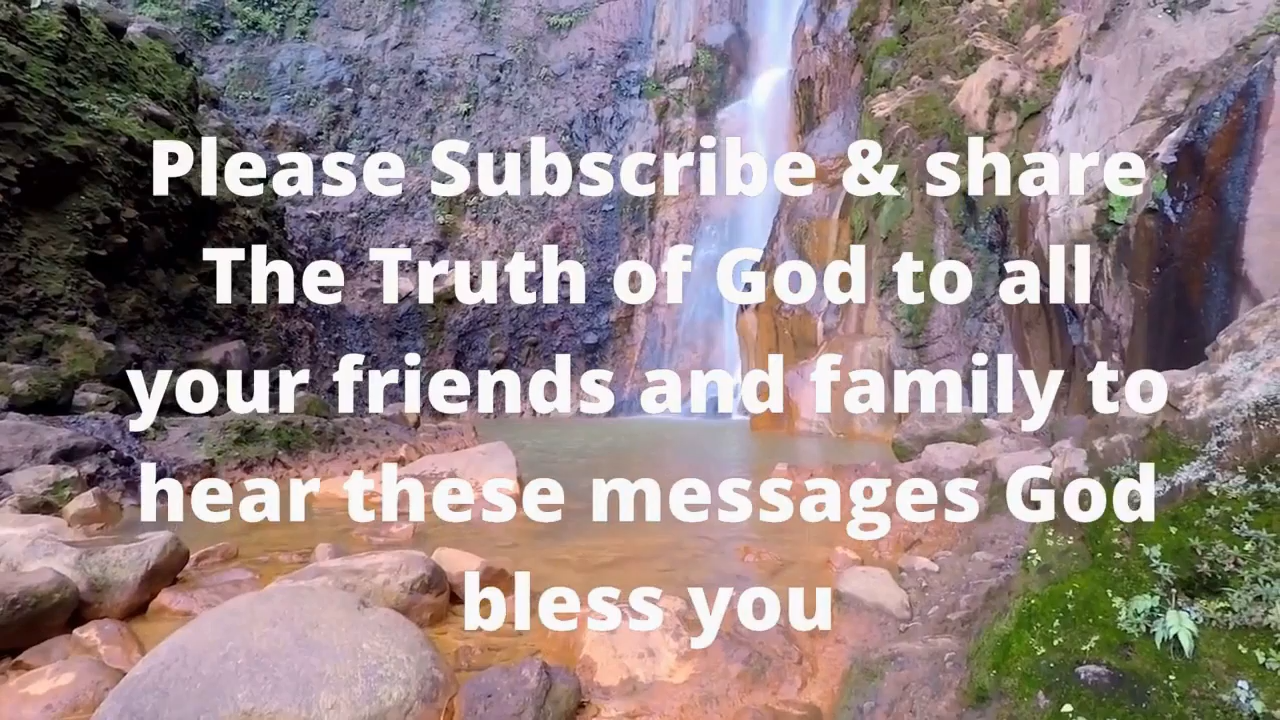 Please Subscribe & share
The Truth of God to all
your friends and family to
hear these messages God
bless you